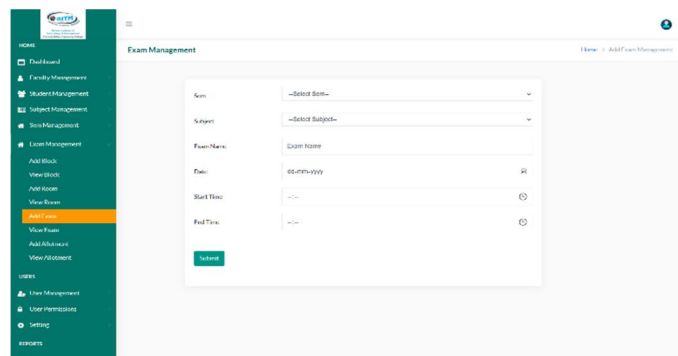 HOME
Dashboard
Faculty Management
Student Management
Subject Management
Sem Management
Exam Management
Add Block
View Block
Add Room
View Room
Add Exam
View Exam
Add Allotment
View Allotment
USERS
User Management
User Permissions
Setting
REPORTS
Exam Management
Home
Add Exam Management
Sem
--Select Sem--
Subject
--Select Subject--
Exam Name
Exam Name
Date
dd-mm-yyyy
Start Time
--:--
End Time
--:--
Submit